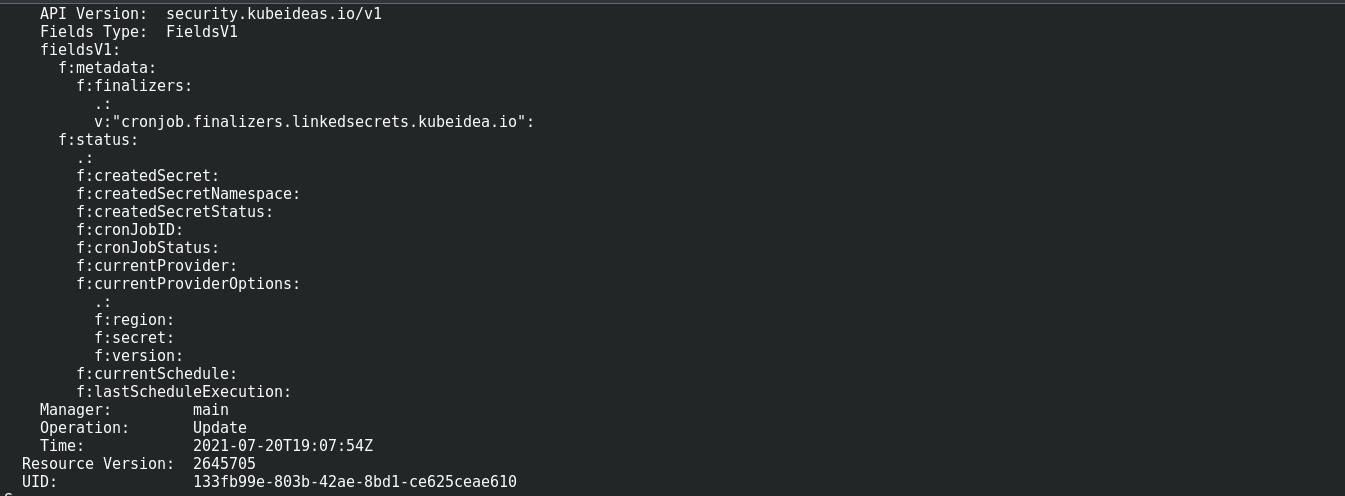 API Version:  security.kubeideas.io/v1
Fields Type:  FieldsV1
fieldsV1:
f:metadata:
f:finalizers:
.:
v:"cronjob.finalizers.linkedsecrets.kubeidea.io":
f:status:
.:
f:createdSecret:
f:createdSecretNamespace:
f:createdSecretStatus:
f:cronJobID:
f:cronJobStatus:
f:currentProvider:
f:currentProviderOptions:
.:
f:region:
f:secret:
f:version:
f:currentSchedule:
f:lastScheduleExecution:
Manager:         main
Operation:       Update
Time:            2021-07-20T19:07:54Z
Resource Version:  2645705
UID:               133fb99e-803b-42ae-8bd1-ce625ceae610